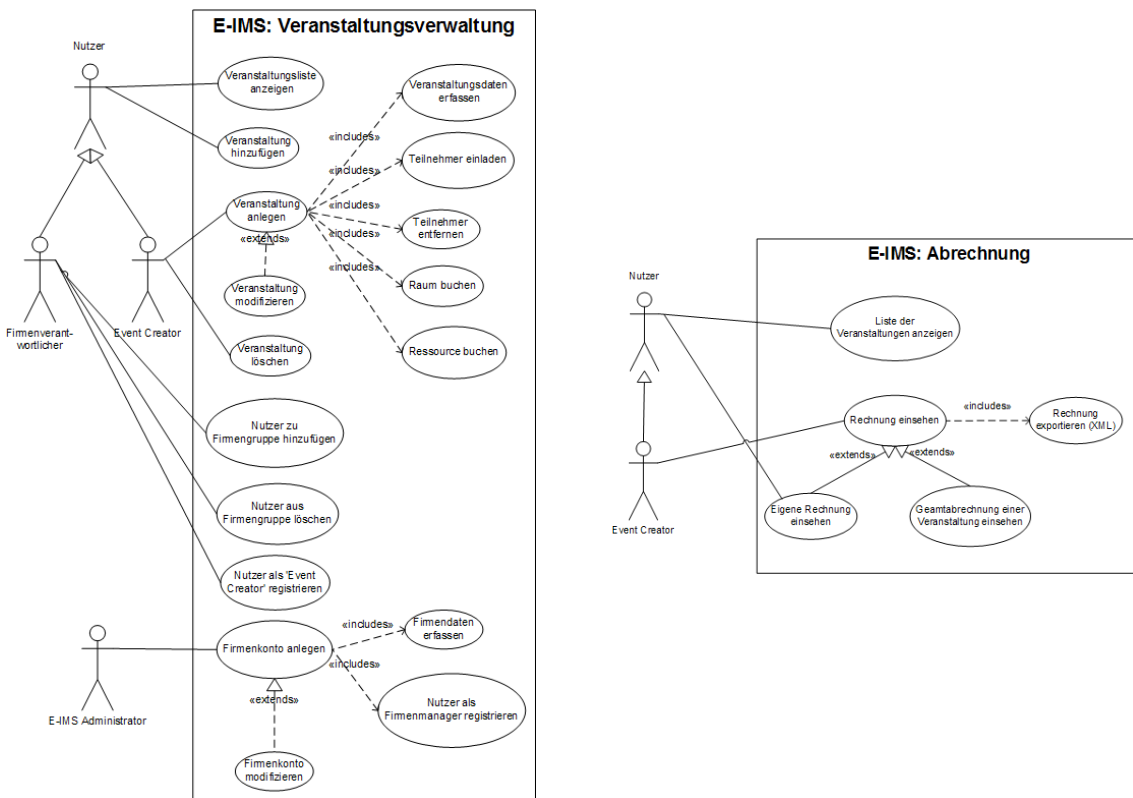 E-IMS: Veranstaltungsverwaltung
Nutzer
Veranstaltungsliste
anzeigen
Veranstaltungsdaten
erfassen
Veranstaltung
hinzufügen
«includes»
Teilnehmer einladen
«includes»
Veranstaltung
anlegen
«includes»
Teilnehmer
entfernen
«includes»
«extends»
«includes»
Raum buchen
Veranstaltung
modifizieren
Firmenverant-
wortlicher
Event Creator
Veranstaltung
löschen
Ressource buchen
Nutzer zu
Firmengruppe hinzufügen
Nutzer aus
Firmengruppe löschen
Nutzer als 'Event
Creator' registrieren
Firmenkonto anlegen
«includes»
Firmendaten
erfassen
«includes»
E-IMS Administrator
«extends»
Nutzer als
Firmenmanager registrieren
Firmenkonto
modifizieren
E-IMS: Abrechnung
Nutzer
Liste der
Veranstaltungen anzeigen
Rechnung einsehen
«includes»
Rechnung
exportieren (XML)
«extends»
«extends»
Event Creator
Eigene Rechnung
einsehen
Geamtabrechnung einer
Veranstaltung einsehen